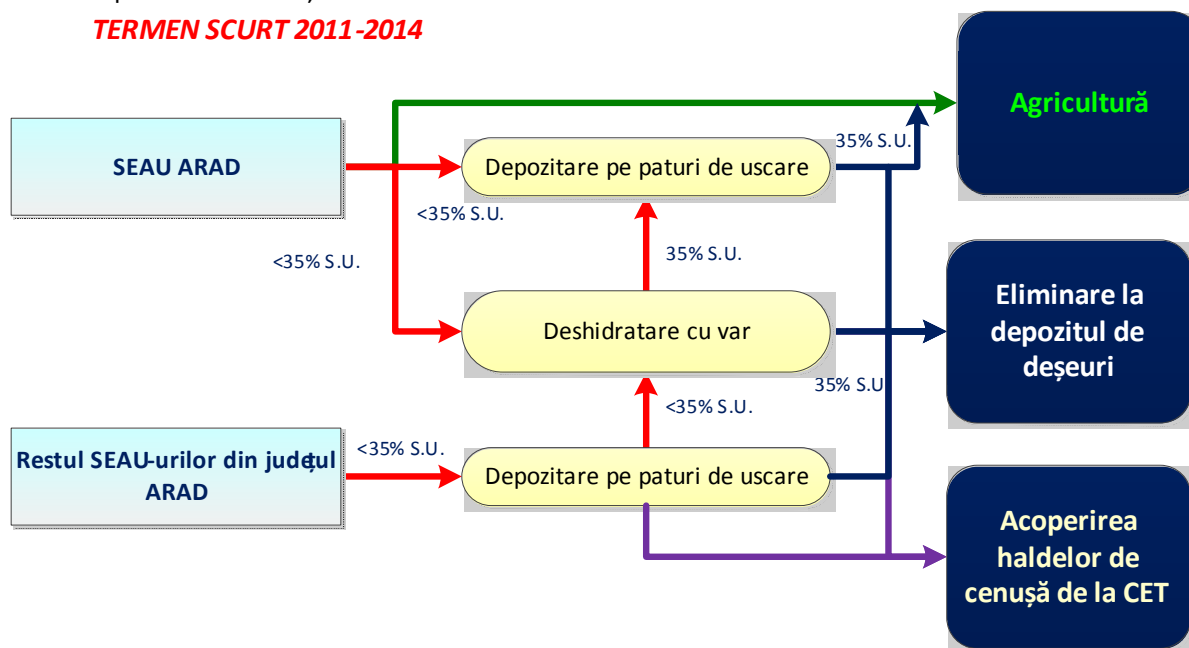 TERMEN SCURT 2011-2014
Agricultură
SEAU ARAD
Depozitare pe paturi de uscare
35% S.U.
<35% S.U.
<35% S.U.
35% S.U.
Eliminare la
depozitul de
deșeuri
Deshidratare cu var
35% S.U
<35% S.U.
<35% S.U.
Restul SEAU-urilor din județul
ARAD
Depozitare pe paturi de uscare
Acoperirea
haldelor de
cenușă de la CET